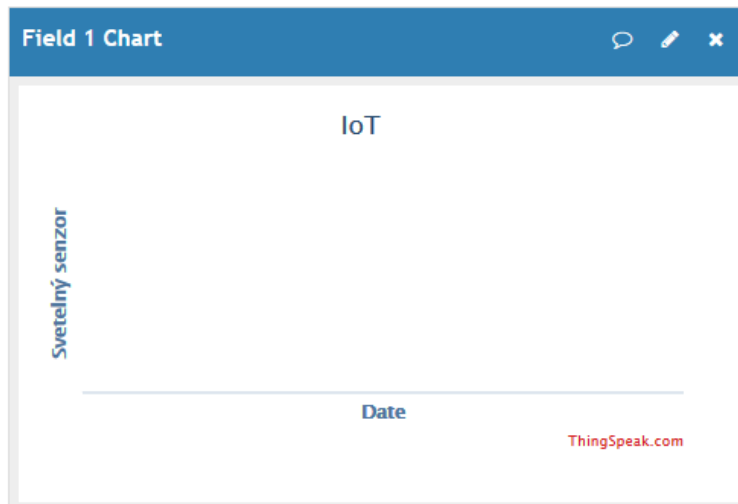 Field 1 Chart
IoT
Svetelný senzor
Date
ThingSpeak.com